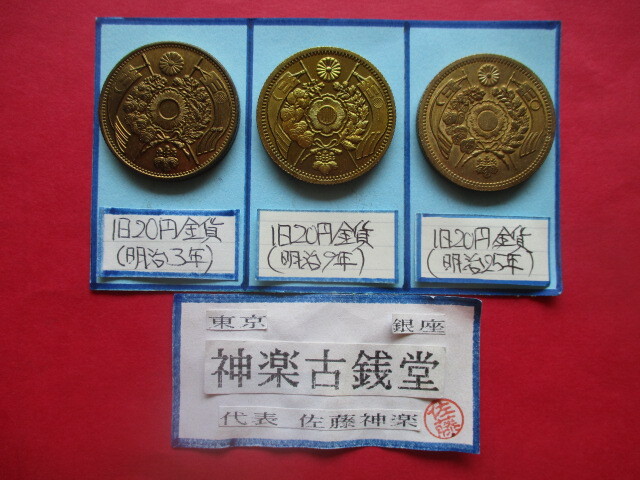 旧20円金貨
(明治3年)
旧20円金貨
(明治9年)
旧20円金貨
(明治25年)
東京 銀座
神楽古銭堂
代表 佐藤神楽
佐藤